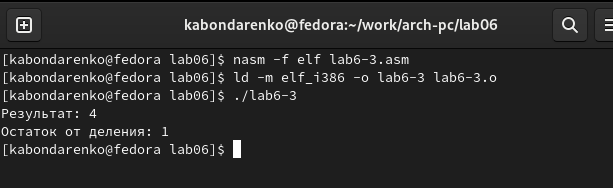 kabondarenko@fedora:~/work/arch-pc/lab06
[kabondarenko@fedora lab06]$ nasm -f elf lab6-3.asm
[kabondarenko@fedora lab06]$ ld -m elf_i386 -o lab6-3 lab6-3.o
[kabondarenko@fedora lab06]$ ./lab6-3
Результат: 4
Остаток от деления: 1
[kabondarenko@fedora lab06]$